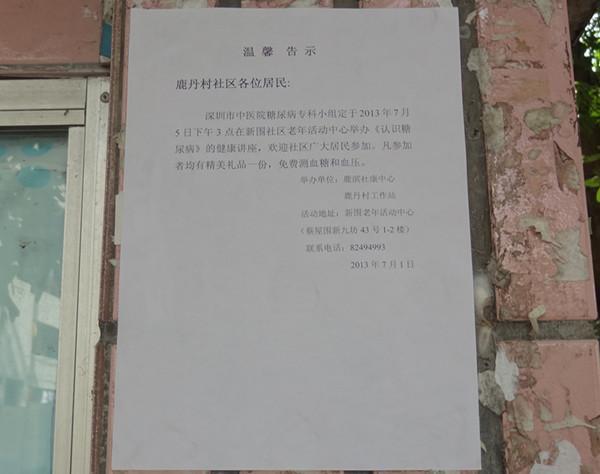 温馨 告示
鹿丹村社区各位居民:
深圳市中医院糖尿病专科小组定于2013年7月
5日下午3点在新围社区老年活动中心举办《认识糖
尿病》的健康讲座，欢迎社区广大居民参加。凡参加
者均有精美礼品一份，免费测血糖和血压。
举办单位：鹿滨社康中心
鹿丹村工作站
活动地址：新围老年活动中心
（蔡屋围新九坊43号1-2楼）
联系电话：82494993
2013年7月1日